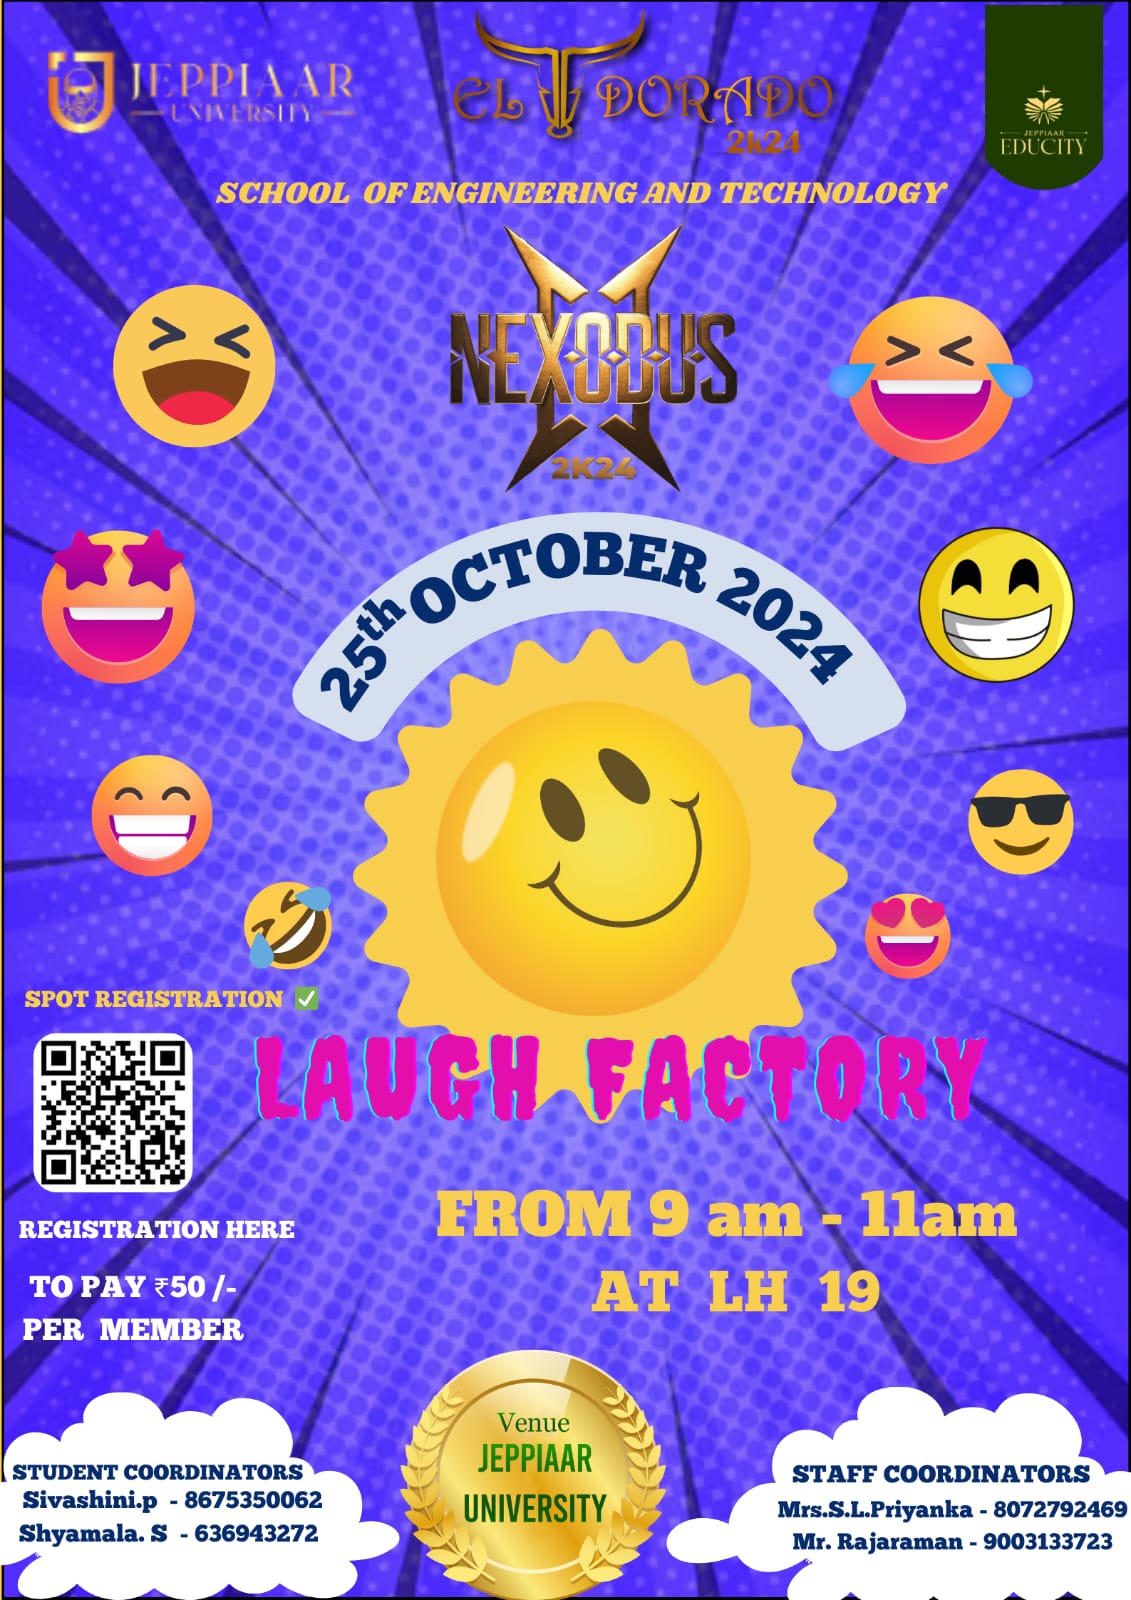 JEPPIAAR
UNIVERSITY
EL DORADO
2k24
JEPPIAAR
EDUCITY
SCHOOL OF ENGINEERING AND TECHNOLOGY
NEXODUS
2K24
25th OCTOBER 2024
SPOT REGISTRATION ✅
LAUGH FACTORY
REGISTRATION HERE
TO PAY ₹50 /-
PER MEMBER
FROM 9 am - 11am
AT LH 19
Venue
JEPPIAAR
UNIVERSITY
STUDENT COORDINATORS
Sivashini.p - 8675350062
Shyamala. S - 636943272
STAFF COORDINATORS
Mrs.S.L.Priyanka - 8072792469
Mr. Rajaraman - 9003133723